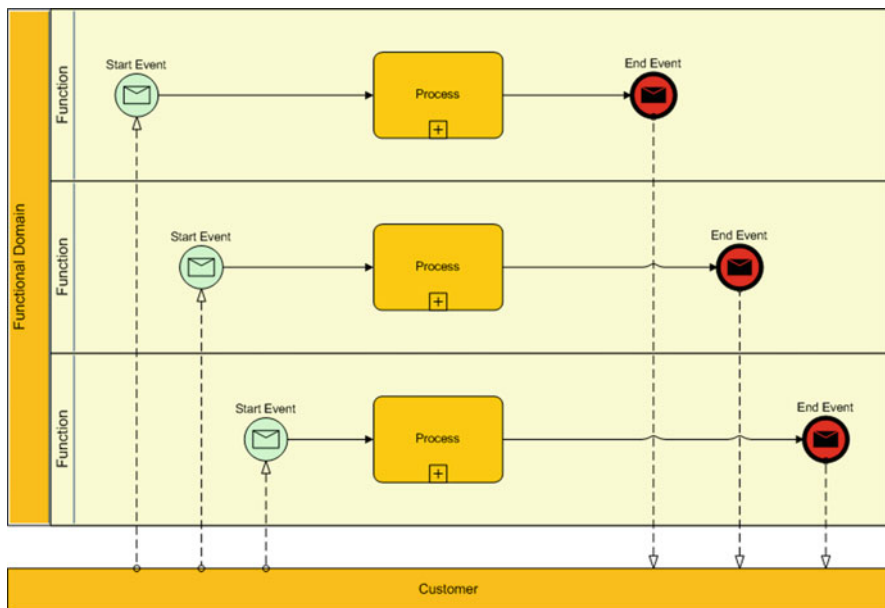 Functional Domain
Function
Start Event
Process
End Event
Function
Start Event
Process
End Event
Function
Start Event
Process
End Event
Customer